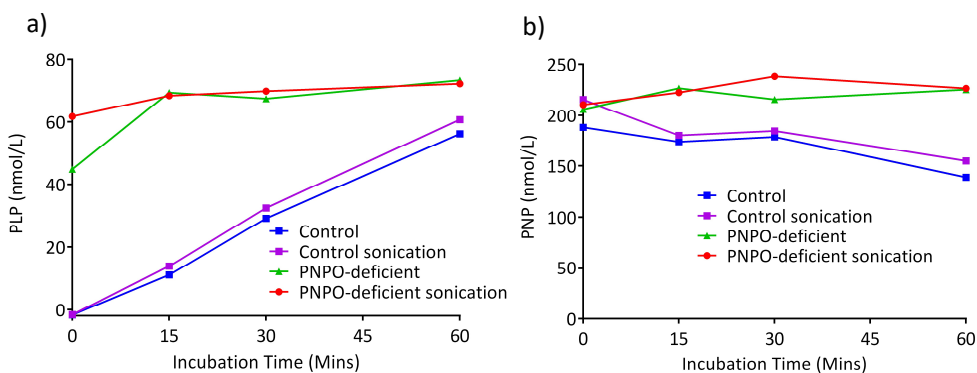 a)
80
60
40
20
0
PLP (nmol/L)
0 15 30 45 60
Incubation Time (Mins)
Control
Control sonication
PNPO-deficient
PNPO-deficient sonication
b)
250
200
150
100
50
0
PNP (nmol/L)
0 15 30 45 60
Incubation Time (Mins)
Control
Control sonication
PNPO-deficient
PNPO-deficient sonication